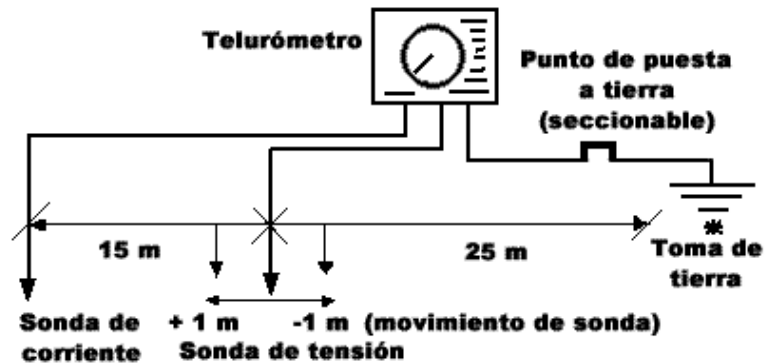 Telurómetro
Punto de puesta
a tierra
(seccionable)
15 m
25 m
Toma de
tierra
Sonda de
corriente
+ 1 m
-1 m (movimiento de sonda)
Sonda de tensión